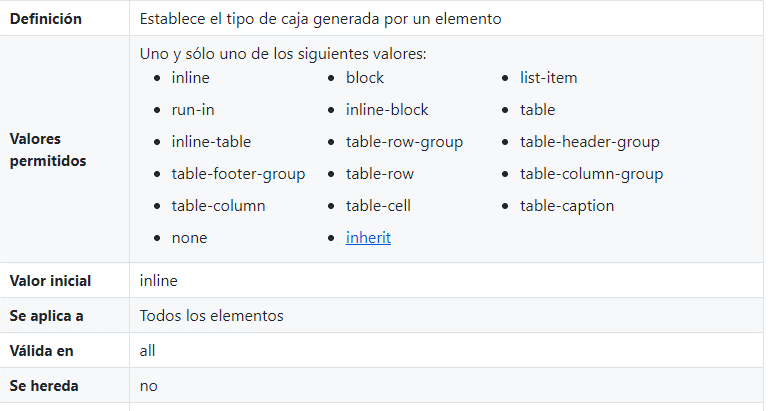 Definición Establece el tipo de caja generada por un elemento
Valores permitidos Uno y sólo uno de los siguientes valores:
inline block list-item
run-in inline-block table
inline-table table-row-group table-header-group
table-footer-group table-row table-column-group
table-column table-cell table-caption
none inherit
Valor inicial inline
Se aplica a Todos los elementos
Válida en all
Se hereda no